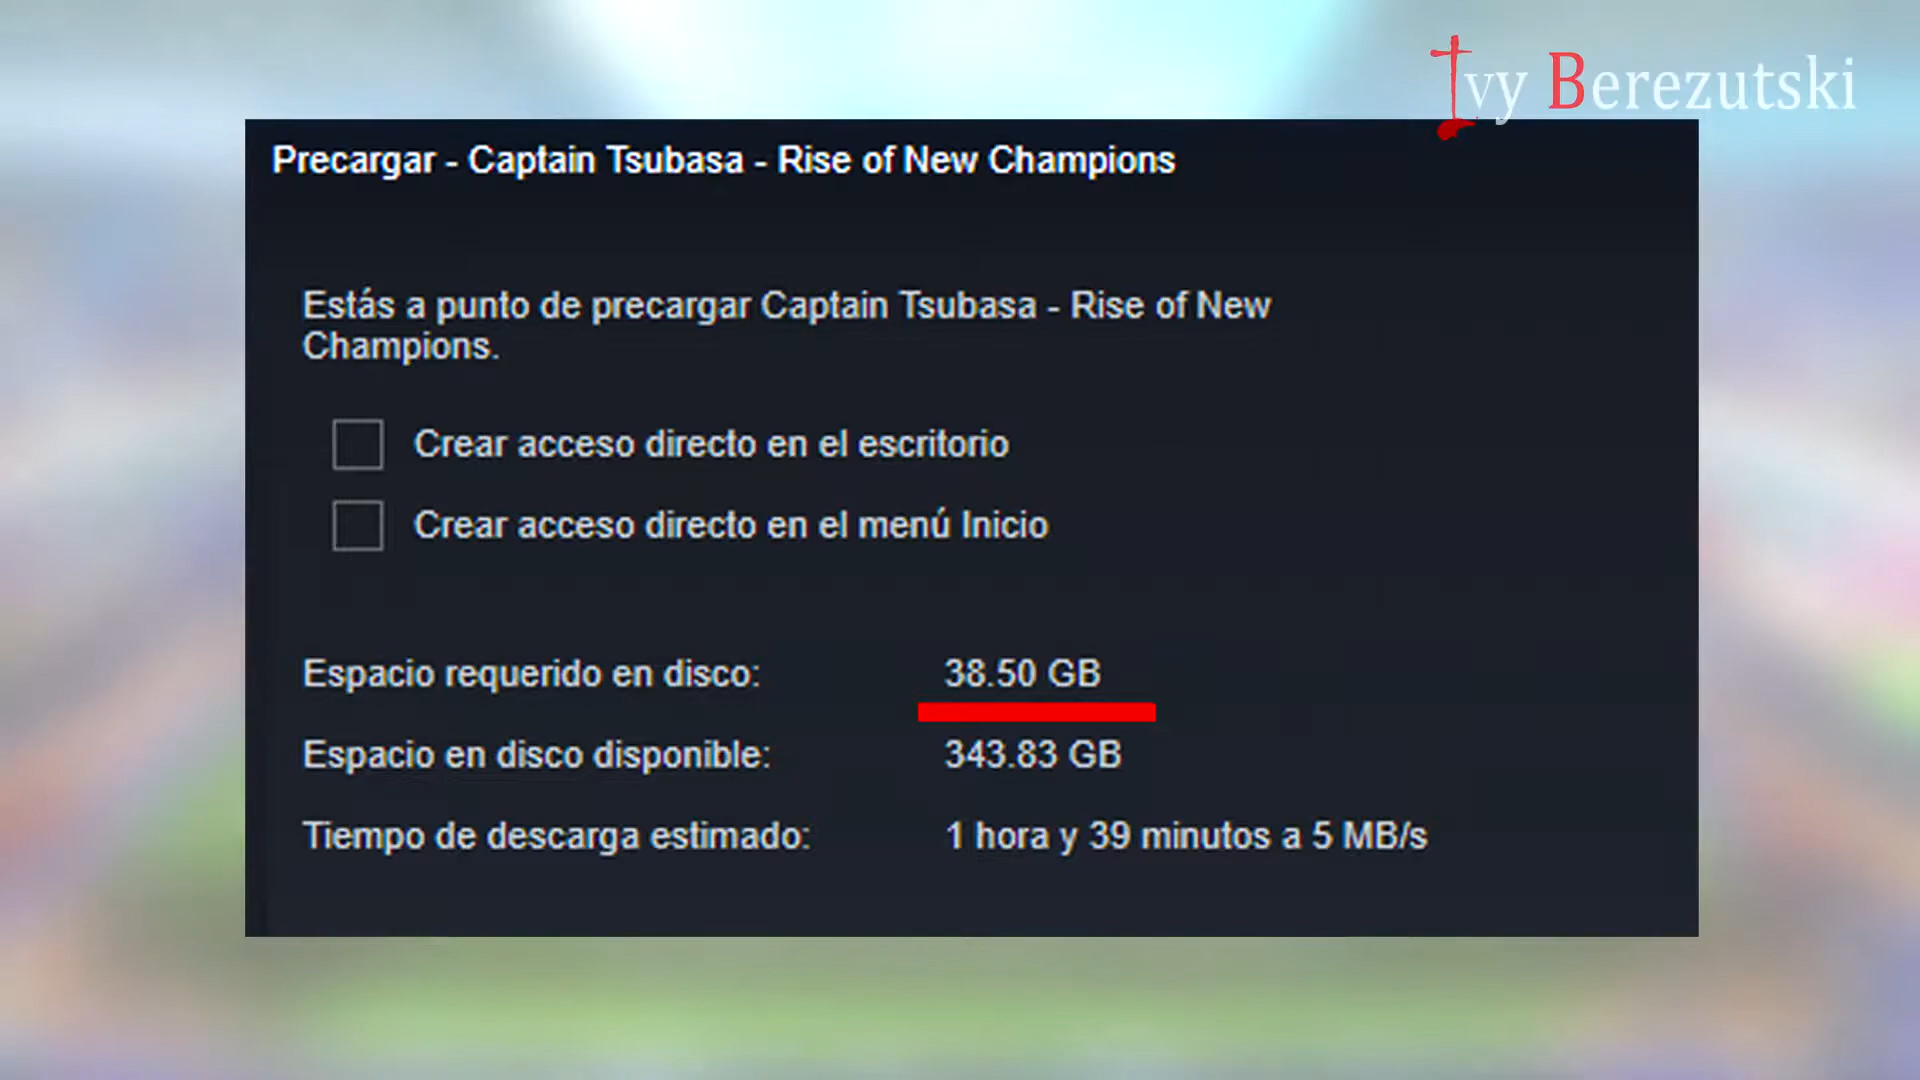 Ivy Berezutski
Precargar - Captain Tsubasa - Rise of New Champions
Estás a punto de precargar Captain Tsubasa - Rise of New
Champions.
Crear acceso directo en el escritorio
Crear acceso directo en el menú Inicio
Espacio requerido en disco: 38.50 GB
Espacio en disco disponible: 343.83 GB
Tiempo de descarga estimado: 1 hora y 39 minutos a 5 MB/s